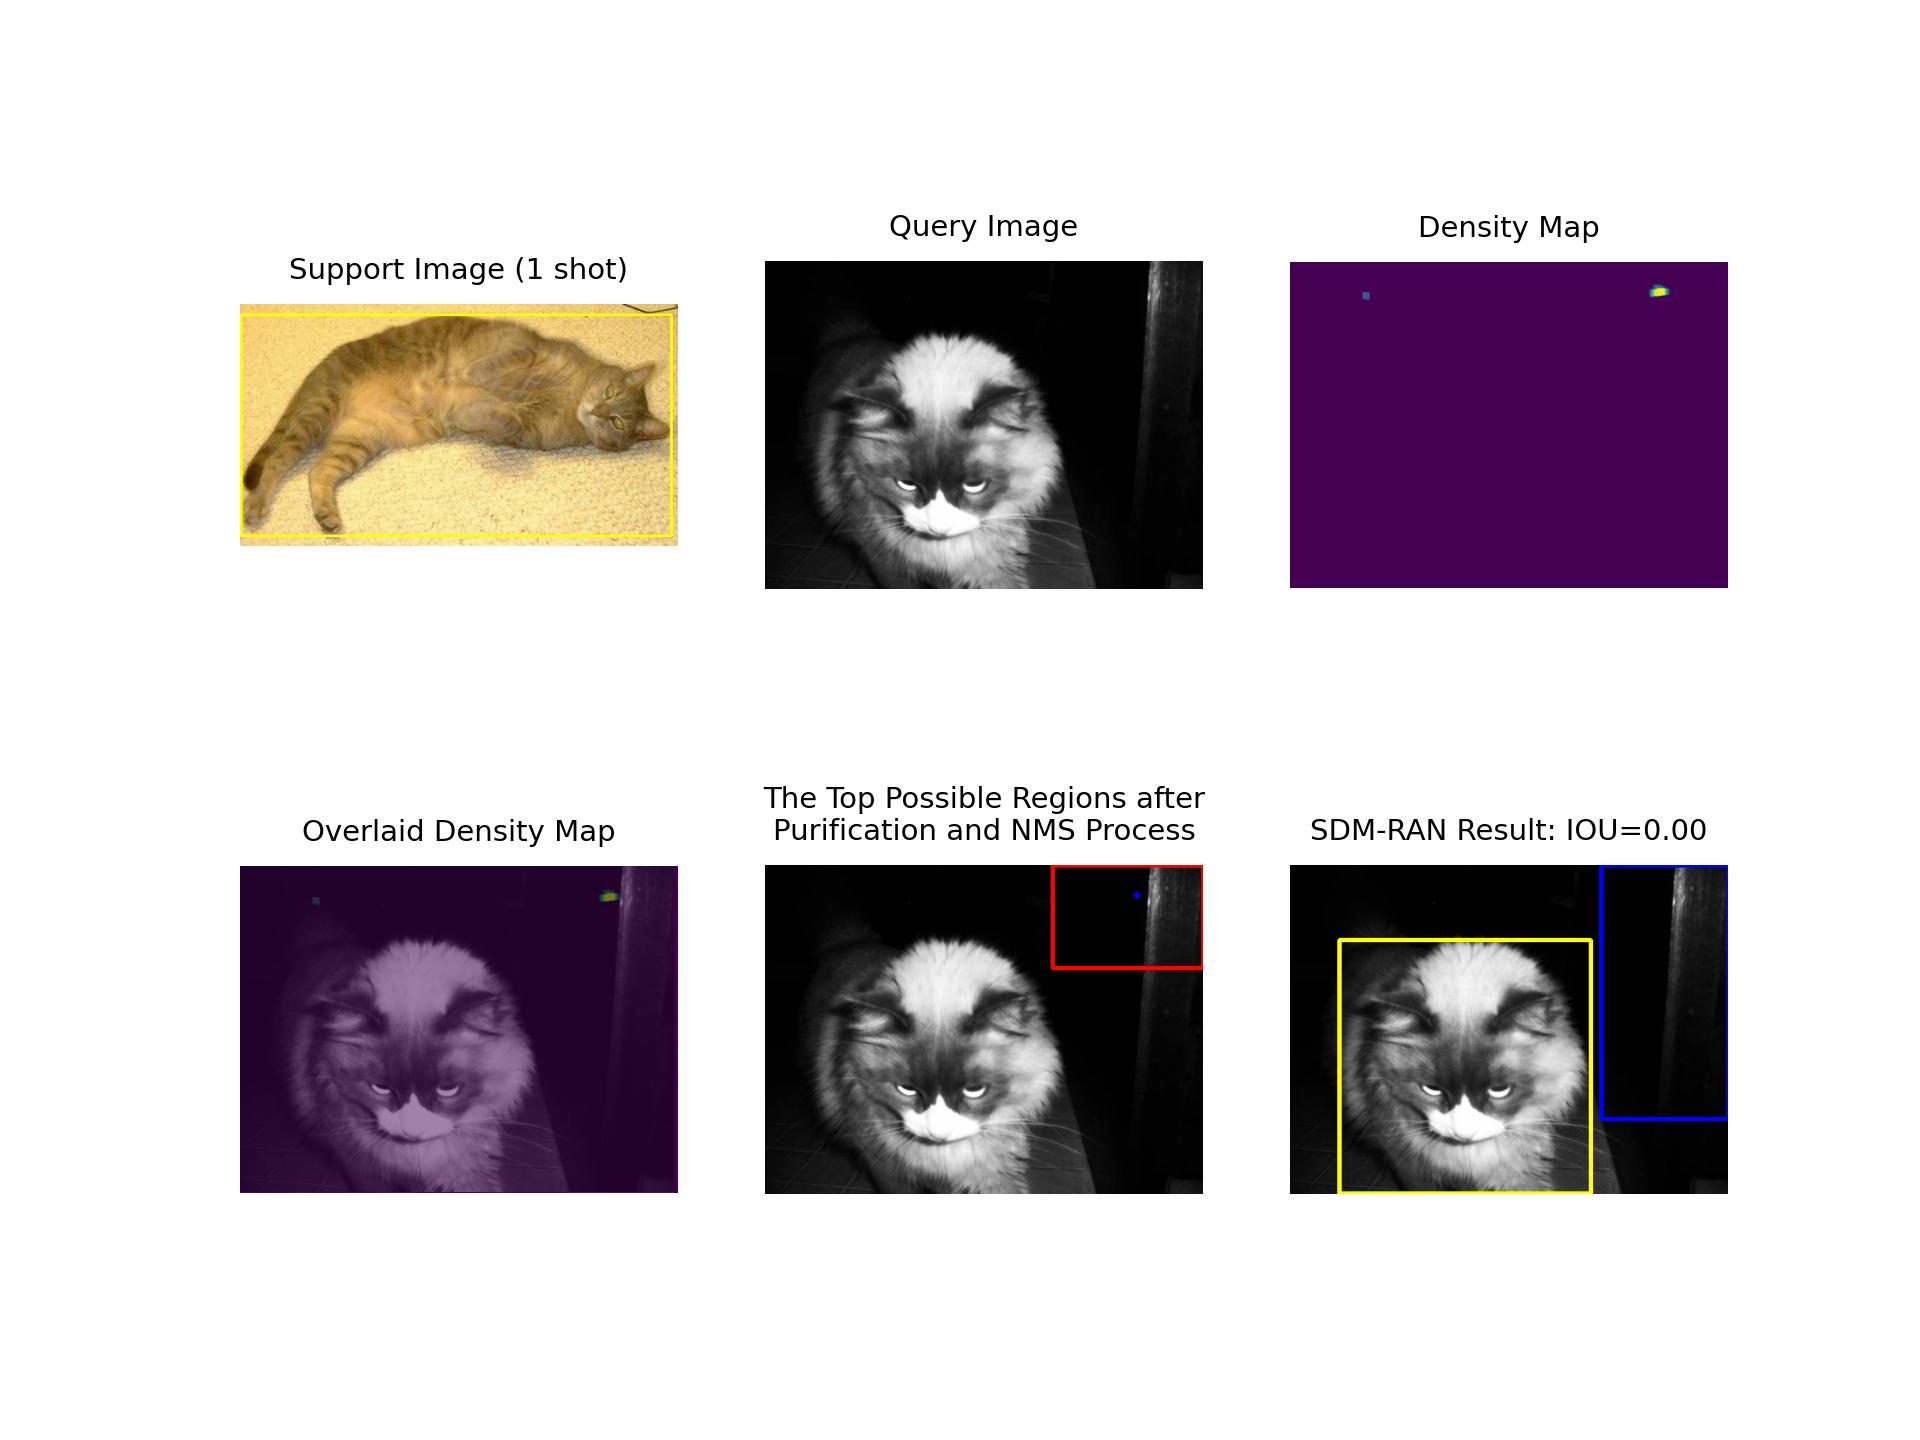 Support Image (1 shot)
Query Image
Density Map
Overlaid Density Map
The Top Possible Regions after
Purification and NMS Process
SDM-RAN Result: IOU=0.00